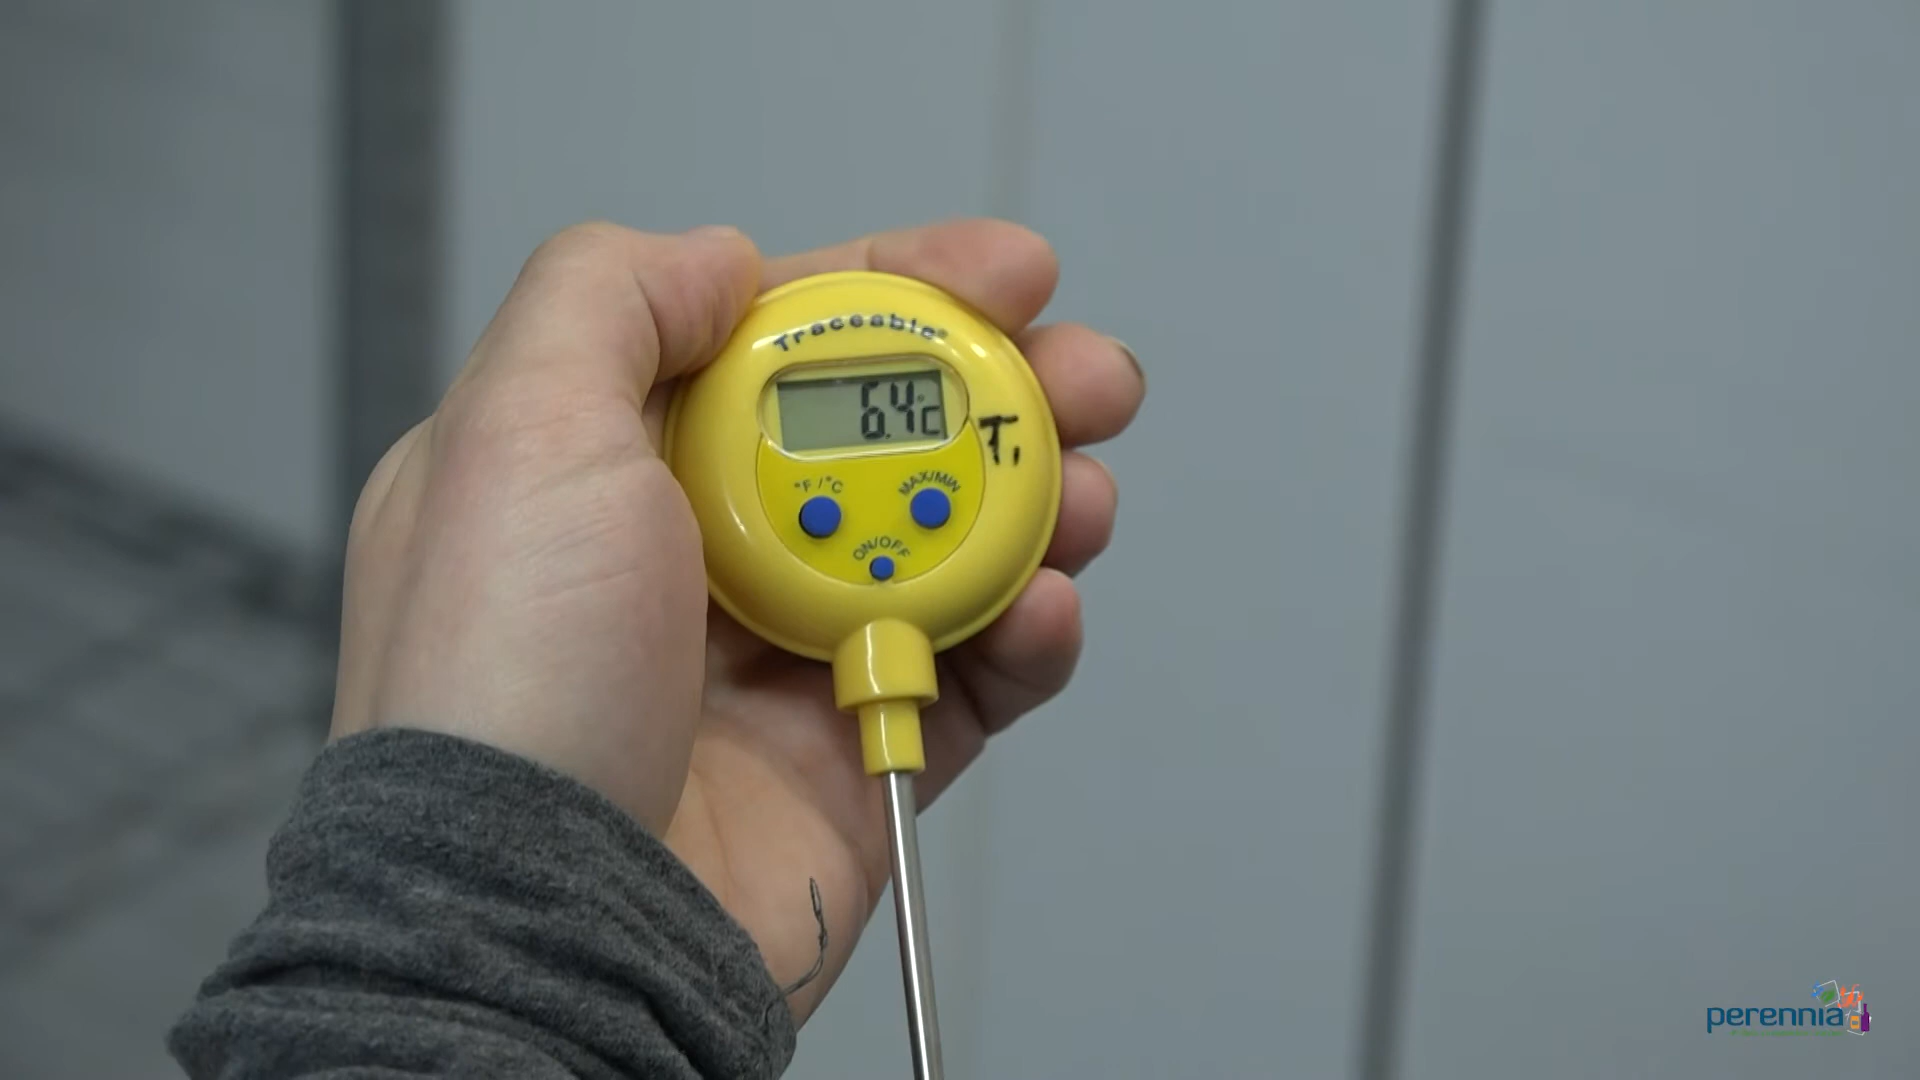 Traceable®
6.4°C
T1
°F/°C
MAX/MIN
ON/OFF
perennia